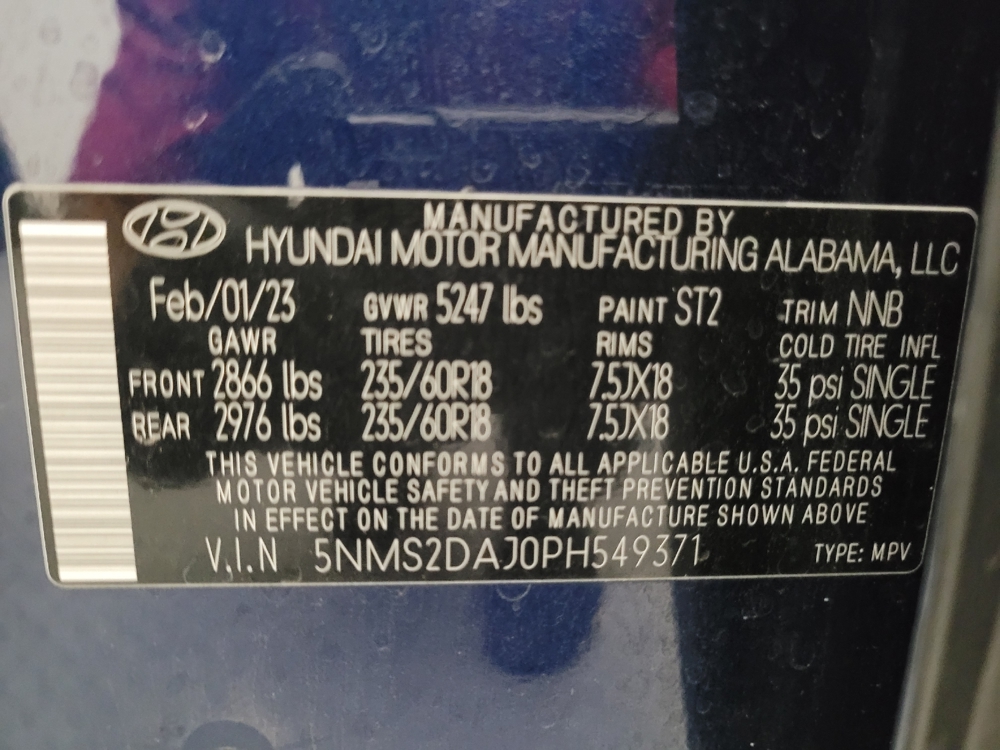 MANUFACTURED BY
HYUNDAI MOTOR MANUFACTURING ALABAMA, LLC
Feb/01/23 GVWR 5247 lbs PAINT ST2 TRIM NNB
GAWR TIRES RIMS COLD TIRE INFL
FRONT 2866 lbs 235/60R18 7.5JX18 35 psi SINGLE
REAR 2976 lbs 235/60R18 7.5JX18 35 psi SINGLE
THIS VEHICLE CONFORMS TO ALL APPLICABLE U.S.A. FEDERAL
MOTOR VEHICLE SAFETY AND THEFT PREVENTION STANDARDS
IN EFFECT ON THE DATE OF MANUFACTURE SHOWN ABOVE
V.I.N 5NMS2DAJ0PH549371 TYPE: MPV